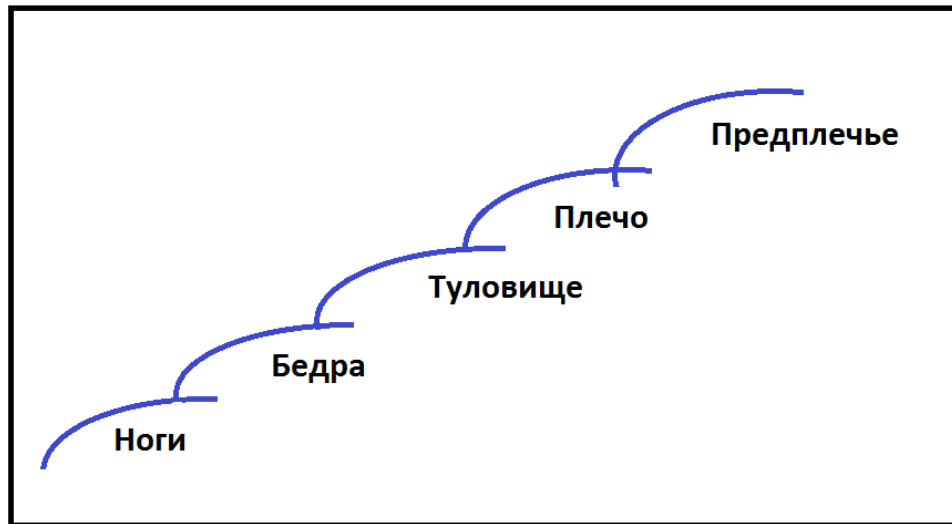 Предплечье
Плечо
Туловище
Бедра
Ноги